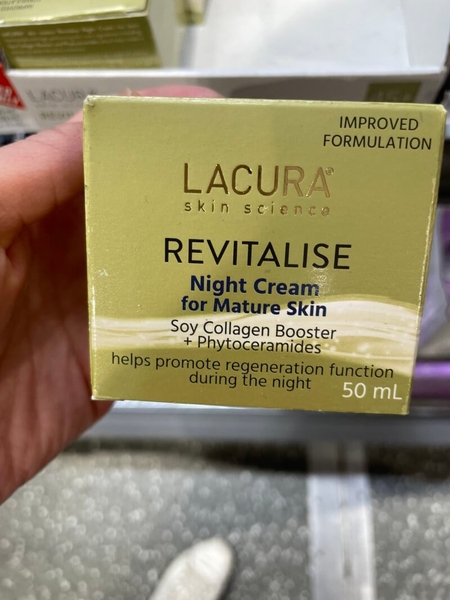 LACURA
IMPROVED
FORMULATION
LACURA
skin science
REVITALISE
Night Cream
for Mature Skin
Soy Collagen Booster
+ Phytoceramides
helps promote regeneration function
during the night
50 mL